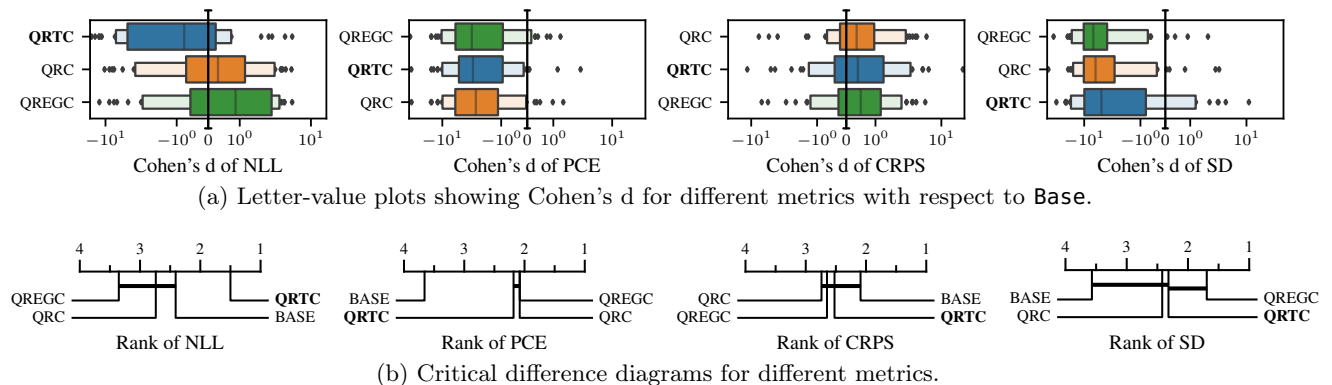 QRTC
QRC
QREGC
−10¹ −10⁰ 0 10⁰ 10¹
Cohen's d of NLL
QREGC
QRTC
QRC
−10¹ −10⁰ 0 10⁰ 10¹
Cohen's d of PCE
QRC
QRTC
QREGC
−10¹ −10⁰ 0 10⁰ 10¹
Cohen's d of CRPS
QREGC
QRC
QRTC
−10¹ −10⁰ 0 10⁰ 10¹
Cohen's d of SD
(a) Letter-value plots showing Cohen's d for different metrics with respect to Base.
4 3 2 1
QREGC QRTC
QRC BASE
Rank of NLL
4 3 2 1
BASE QREGC
QRTC QRC
Rank of PCE
4 3 2 1
QRC BASE
QREGC QRTC
Rank of CRPS
4 3 2 1
BASE QREGC
QRC QRTC
Rank of SD
(b) Critical difference diagrams for different metrics.